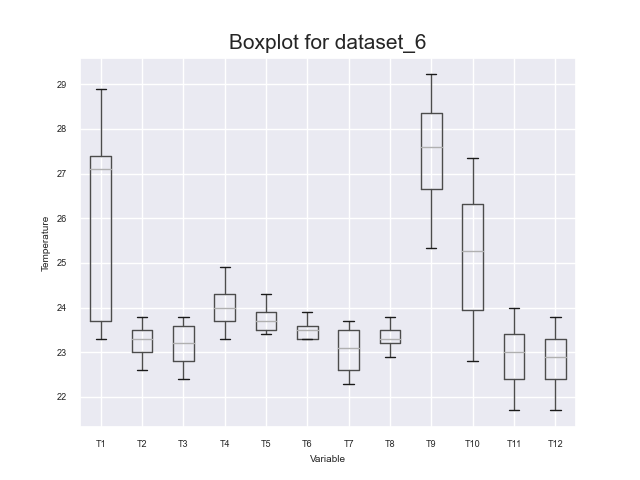 Boxplot for dataset_6
29
28
27
26
25
24
23
22
Temperature
T1 T2 T3 T4 T5 T6 T7 T8 T9 T10 T11 T12
Variable